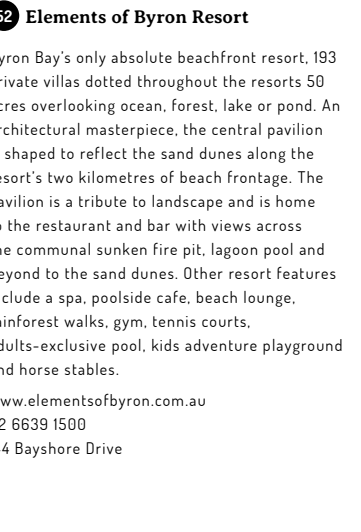 52 Elements of Byron Resort
yron Bay's only absolute beachfront resort, 193
rivate villas dotted throughout the resorts 50
cres overlooking ocean, forest, lake or pond. An
rchitectural masterpiece, the central pavilion
shaped to reflect the sand dunes along the
esort's two kilometres of beach frontage. The
avilion is a tribute to landscape and is home
o the restaurant and bar with views across
he communal sunken fire pit, lagoon pool and
eyond to the sand dunes. Other resort features
clude a spa, poolside cafe, beach lounge,
ainforest walks, gym, tennis courts,
dults-exclusive pool, kids adventure playground
nd horse stables.
ww.elementsofbyron.com.au
2 6639 1500
4 Bayshore Drive